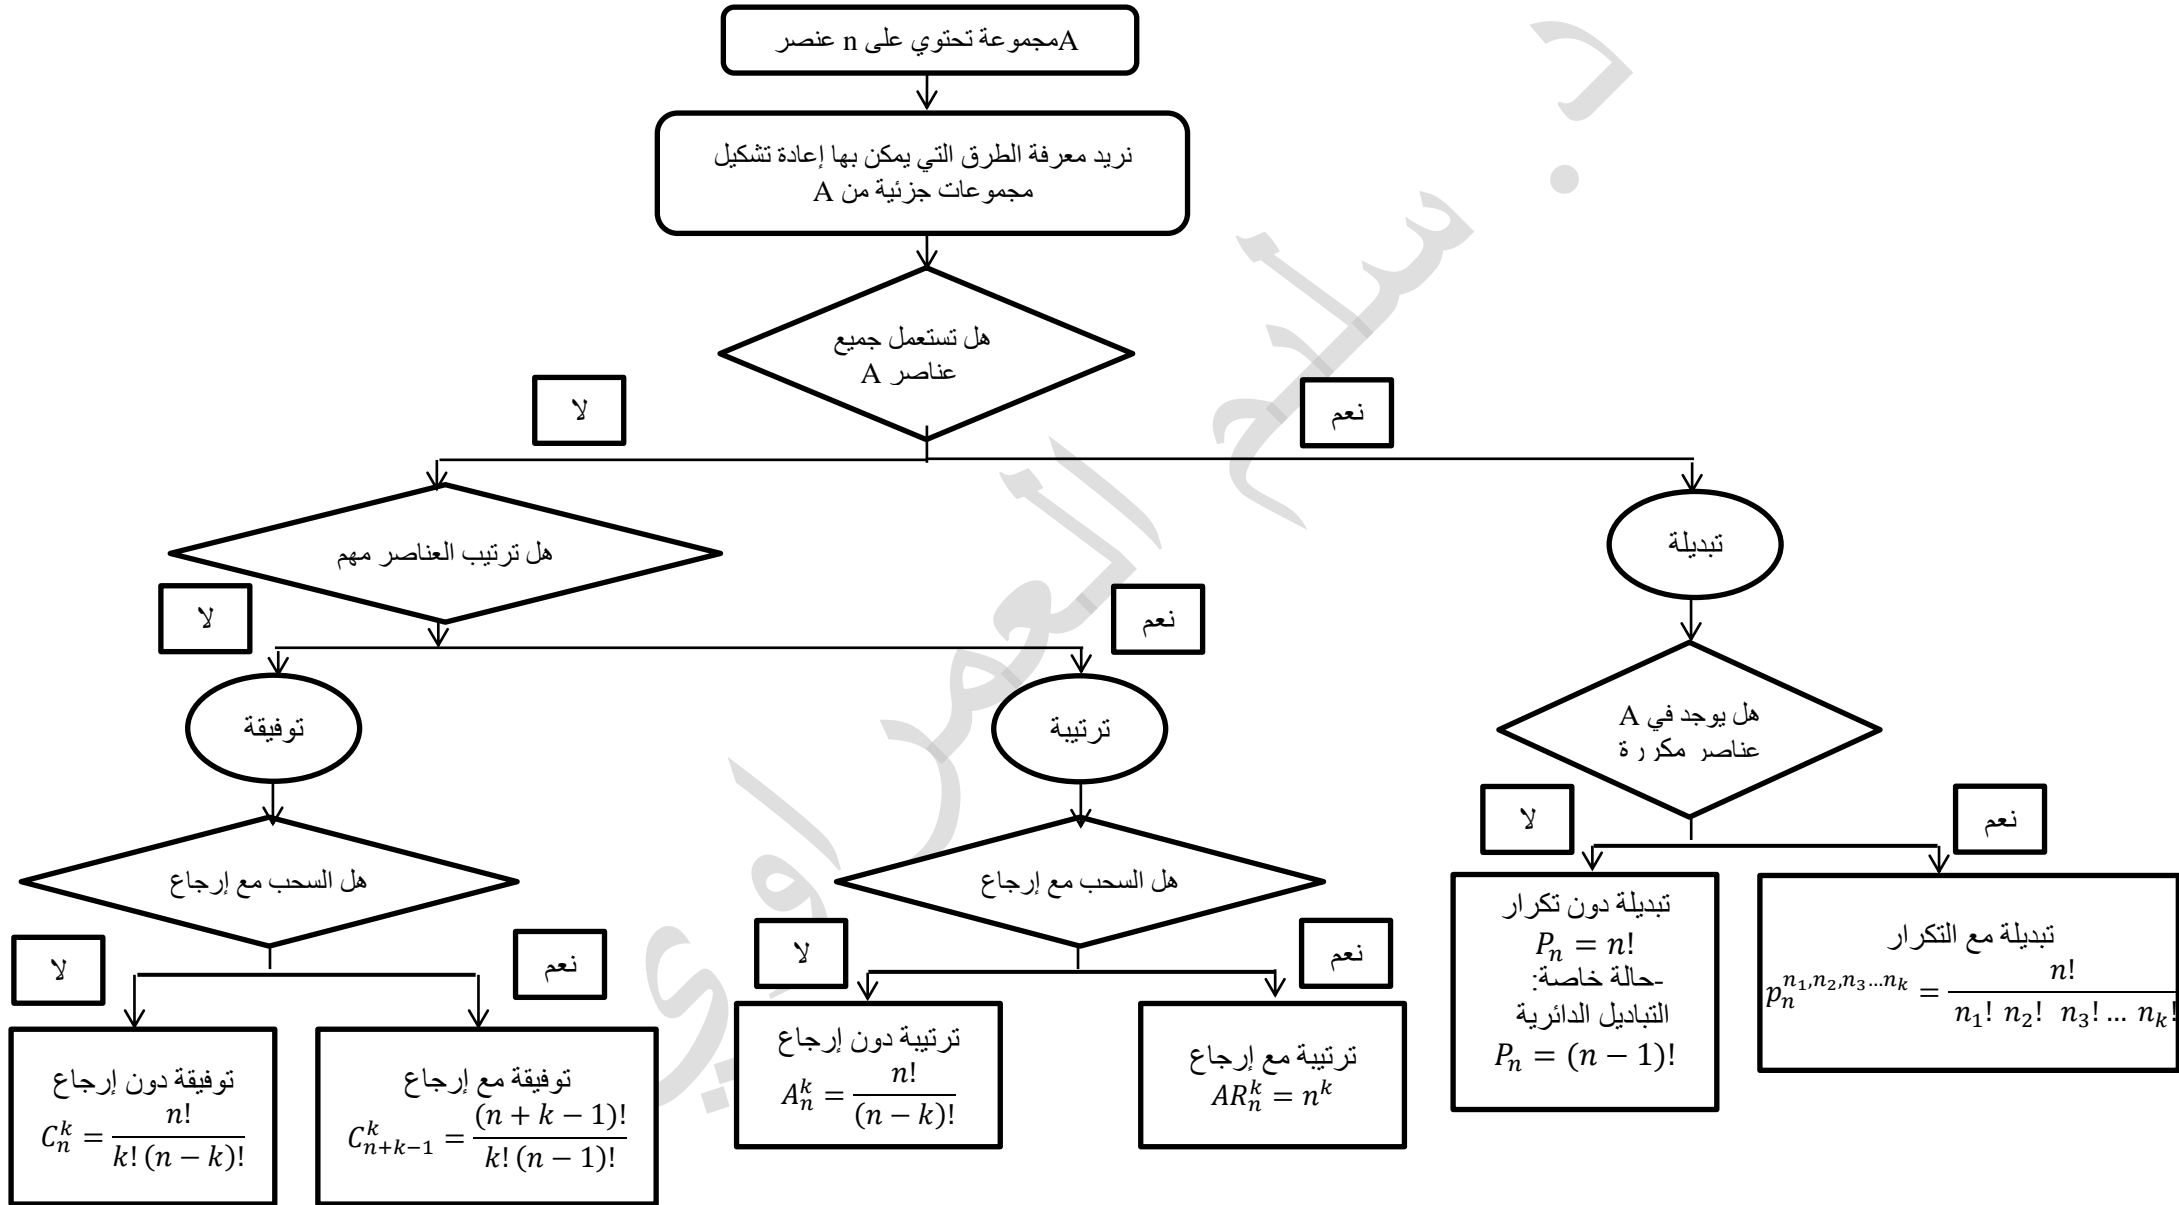 Aمجموعة تحتوي على n عنصر
نريد معرفة الطرق التي يمكن بها إعادة تشكيل
مجموعات جزئية من A
هل تستعمل جميع
عناصر A
نعم
لا
هل ترتيب العناصر مهم
تبديلة
نعم
لا
هل يوجد في A
عناصر مكررة
ترتيبة
توفيقة
نعم
لا
هل السحب مع إرجاع
هل السحب مع إرجاع
تبديلة مع التكرار
p_n^{n_1,n_2,n_3…n_k} = n! / (n_1! n_2! n_3! … n_k!)
تبديلة دون تكرار
P_n = n!
-حالة خاصة:
التباديل الدائرية
P_n = (n − 1)!
نعم
لا
نعم
لا
ترتيبة مع إرجاع
AR_n^k = n^k
ترتيبة دون إرجاع
A_n^k = n! / (n − k)!
توفيقة مع إرجاع
C_{n+k−1}^k = (n + k − 1)! / (k! (n − 1)!)
توفيقة دون إرجاع
C_n^k = n! / (k! (n − k)!)
د. سليم العمراوي